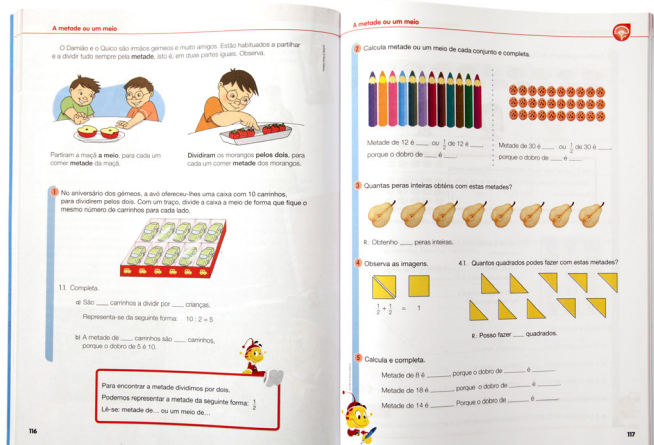 A metade ou um meio
O Damião e o Quico são irmãos gémeos e muito amigos. Estão habituados a partilhar
e a dividir tudo sempre pela metade, isto é, em duas partes iguais. Observa.
Partiram a maçã a meio, para cada um
comer metade da maçã.
Dividiram os morangos pelos dois, para
cada um comer metade dos morangos.
1 No aniversário dos gémeos, a avó ofereceu-lhes uma caixa com 10 carrinhos,
para dividirem pelos dois. Com um traço, divide a caixa a meio de forma que fique o
mesmo número de carrinhos para cada lado.
1.1. Completa.
a) São ____ carrinhos a dividir por ____ crianças.
Representa-se da seguinte forma: 10 : 2 = 5
b) A metade de ____ carrinhos são ____ carrinhos,
porque o dobro de 5 é 10.
Para encontrar a metade dividimos por dois.
Podemos representar a metade da seguinte forma: 1/2
Lê-se: metade de... ou um meio de...
116
A metade ou um meio
2 Calcula metade ou um meio de cada conjunto e completa.
Metade de 12 é ____ ou 1/2 de 12 é ____
porque o dobro de ____ é ____
Metade de 30 é ____ ou 1/2 de 30 é ____
porque o dobro de ____ é ____
3 Quantas peras inteiras obténs com estas metades?
R.: Obtenho ____ peras inteiras.
4 Observa as imagens.
1/2 + 1/2 = 1
4.1. Quantos quadrados podes fazer com estas metades?
R.: Posso fazer ____ quadrados.
5 Calcula e completa.
Metade de 8 é ____, porque o dobro de ____ é ____
Metade de 18 é ____, porque o dobro de ____ é ____
Metade de 14 é ____. Porque o dobro de ____ é ____
117